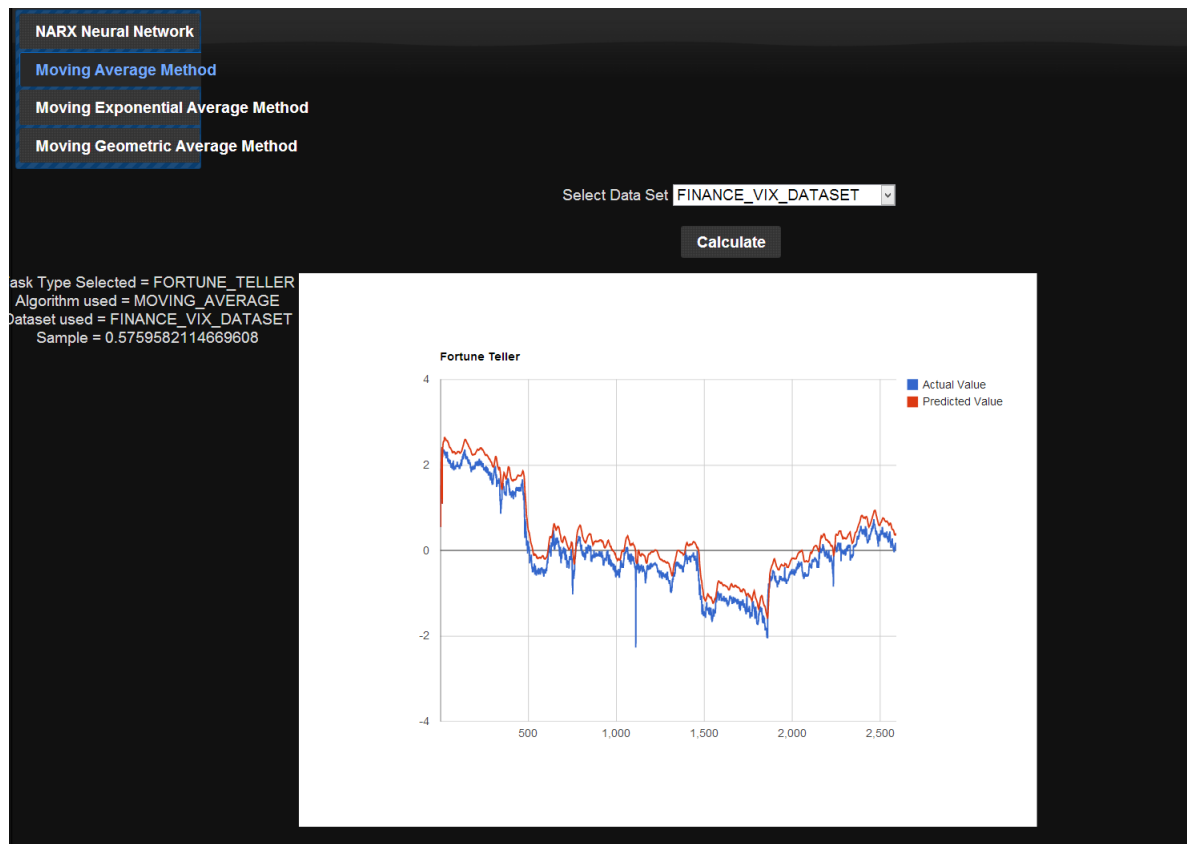 NARX Neural Network
Moving Average Method
Moving Exponential Average Method
Moving Geometric Average Method
Select Data Set FINANCE_VIX_DATASET
Calculate
ask Type Selected = FORTUNE_TELLER
Algorithm used = MOVING_AVERAGE
Dataset used = FINANCE_VIX_DATASET
Sample = 0.5759582114669608
Fortune Teller
4
2
0
-2
-4
500 1,000 1,500 2,000 2,500
Actual Value
Predicted Value